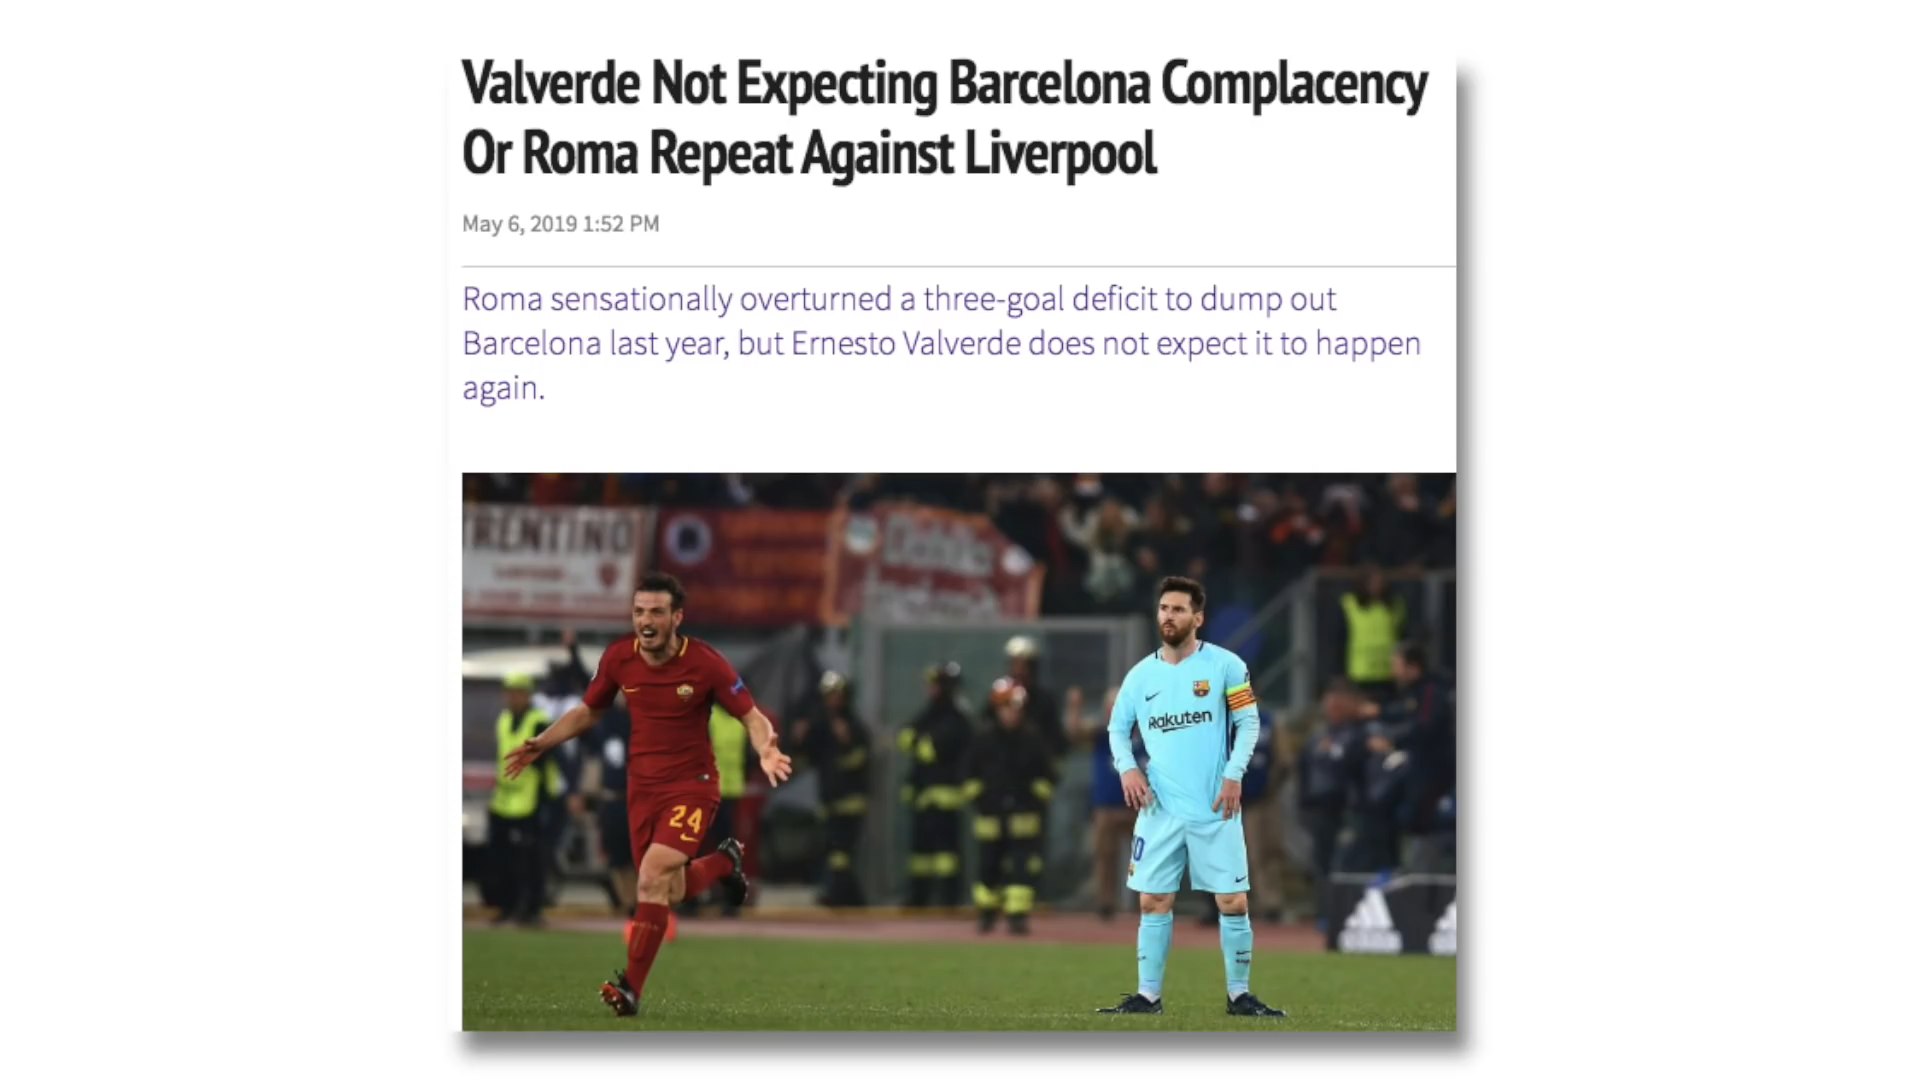 Valverde Not Expecting Barcelona Complacency
Or Roma Repeat Against Liverpool
May 6, 2019 1:52 PM
Roma sensationally overturned a three-goal deficit to dump out
Barcelona last year, but Ernesto Valverde does not expect it to happen
again.
TRENTINO
24
Rakuten
10